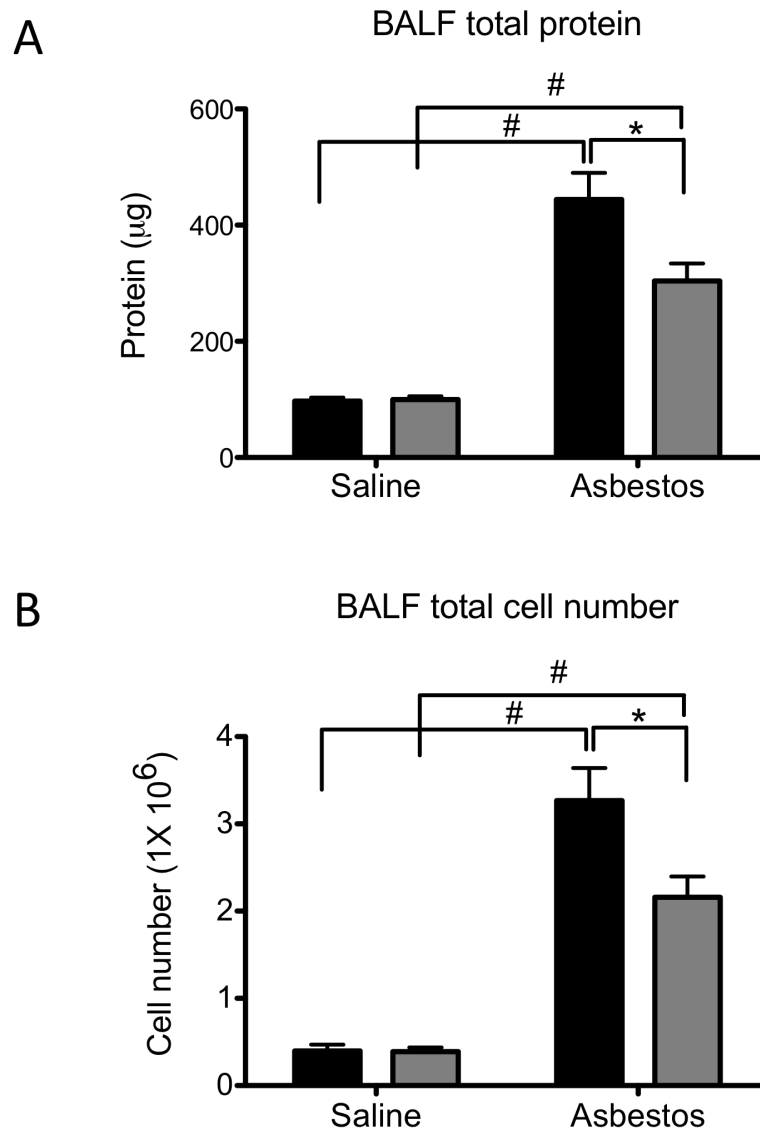 A
BALF total protein
#
600
#
*
400
Protein (μg)
200
0
Saline
Asbestos
B
BALF total cell number
#
#
*
4
3
Cell number (1X 10⁶)
2
1
0
Saline
Asbestos